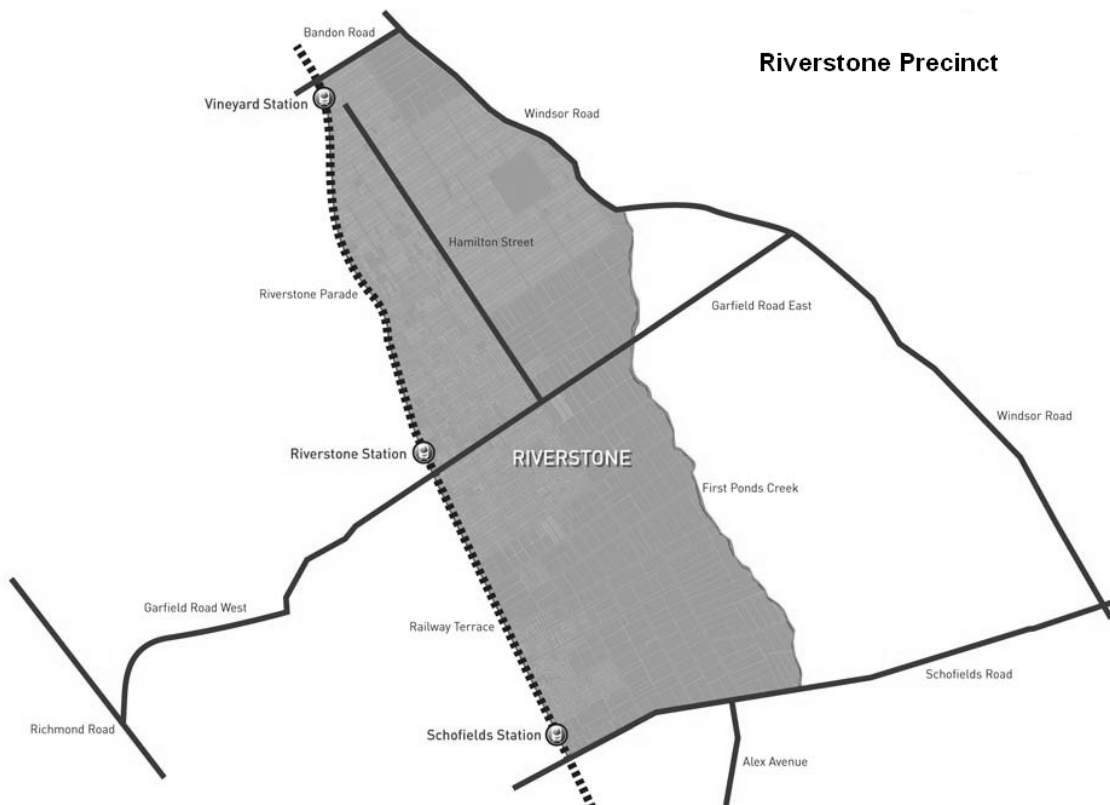 Bandon Road
Riverstone Precinct
Vineyard Station
Windsor Road
Hamilton Street
Riverstone Parade
Garfield Road East
Windsor Road
Riverstone Station
RIVERSTONE
First Ponds Creek
Garfield Road West
Railway Terrace
Schofields Road
Richmond Road
Schofields Station
Alex Avenue